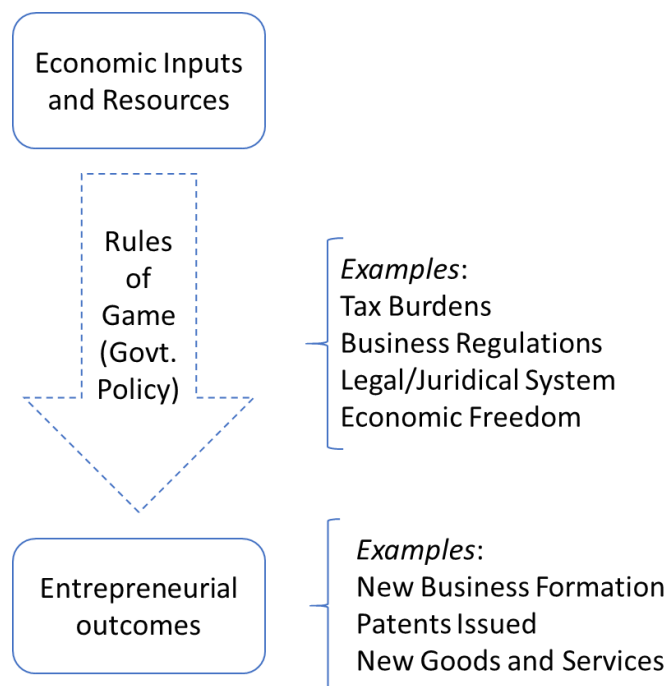 Economic Inputs
and Resources
Rules
of
Game
(Govt.
Policy)
Examples:
Tax Burdens
Business Regulations
Legal/Juridical System
Economic Freedom
Entrepreneurial
outcomes
Examples:
New Business Formation
Patents Issued
New Goods and Services